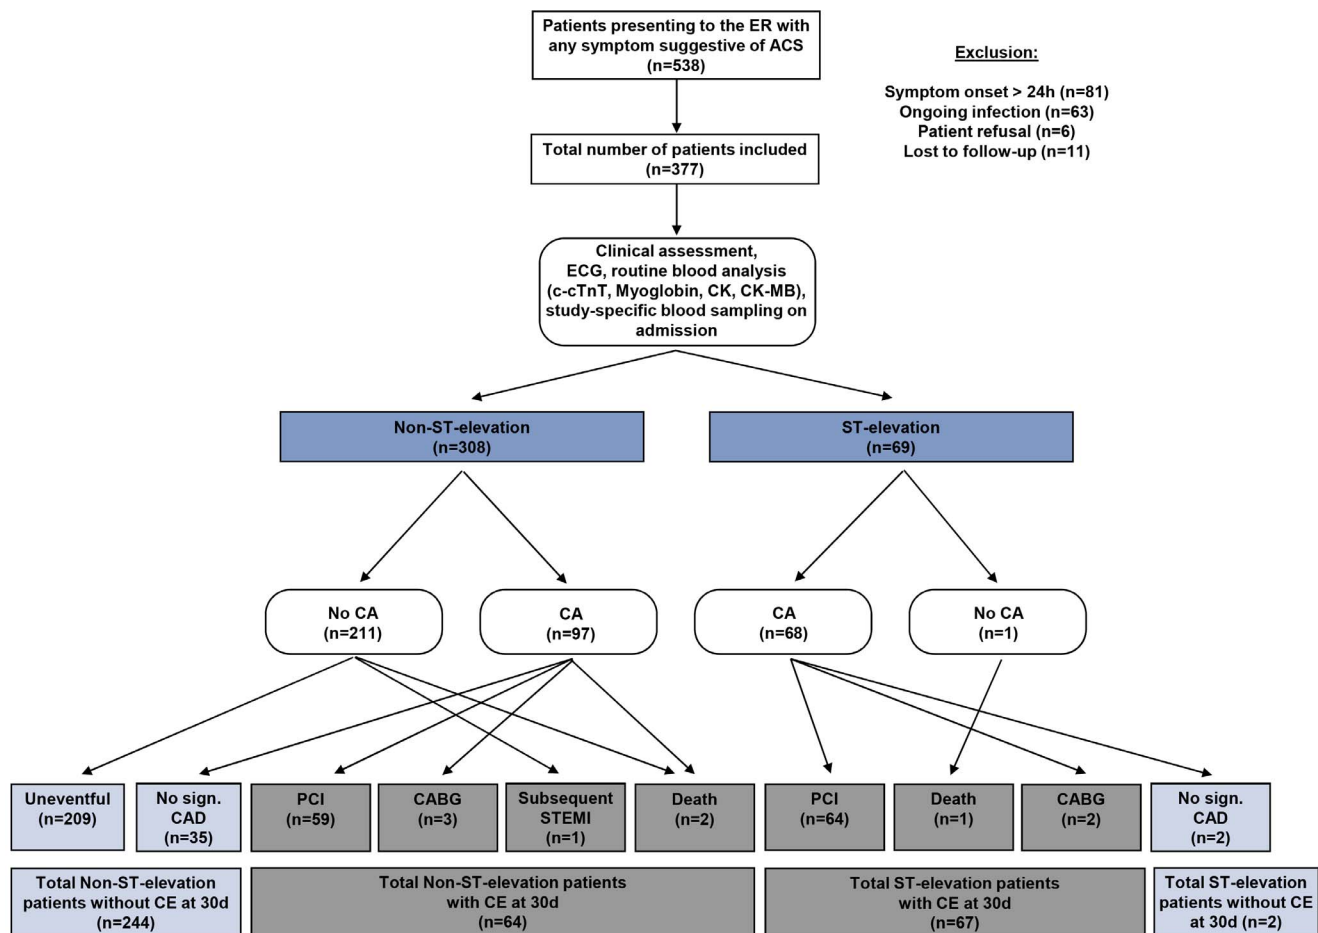 Patients presenting to the ER with
any symptom suggestive of ACS
(n=538)
Exclusion:
Symptom onset > 24h (n=81)
Ongoing infection (n=63)
Patient refusal (n=6)
Lost to follow-up (n=11)
Total number of patients included
(n=377)
Clinical assessment,
ECG, routine blood analysis
(c-cTnT, Myoglobin, CK, CK-MB),
study-specific blood sampling on
admission
Non-ST-elevation
(n=308)
ST-elevation
(n=69)
No CA
(n=211)
CA
(n=97)
CA
(n=68)
No CA
(n=1)
Uneventful
(n=209)
No sign.
CAD
(n=35)
PCI
(n=59)
CABG
(n=3)
Subsequent
STEMI
(n=1)
Death
(n=2)
PCI
(n=64)
Death
(n=1)
CABG
(n=2)
No sign.
CAD
(n=2)
Total Non-ST-elevation
patients without CE at 30d
(n=244)
Total Non-ST-elevation patients
with CE at 30d
(n=64)
Total ST-elevation patients
with CE at 30d
(n=67)
Total ST-elevation
patients without CE
at 30d (n=2)